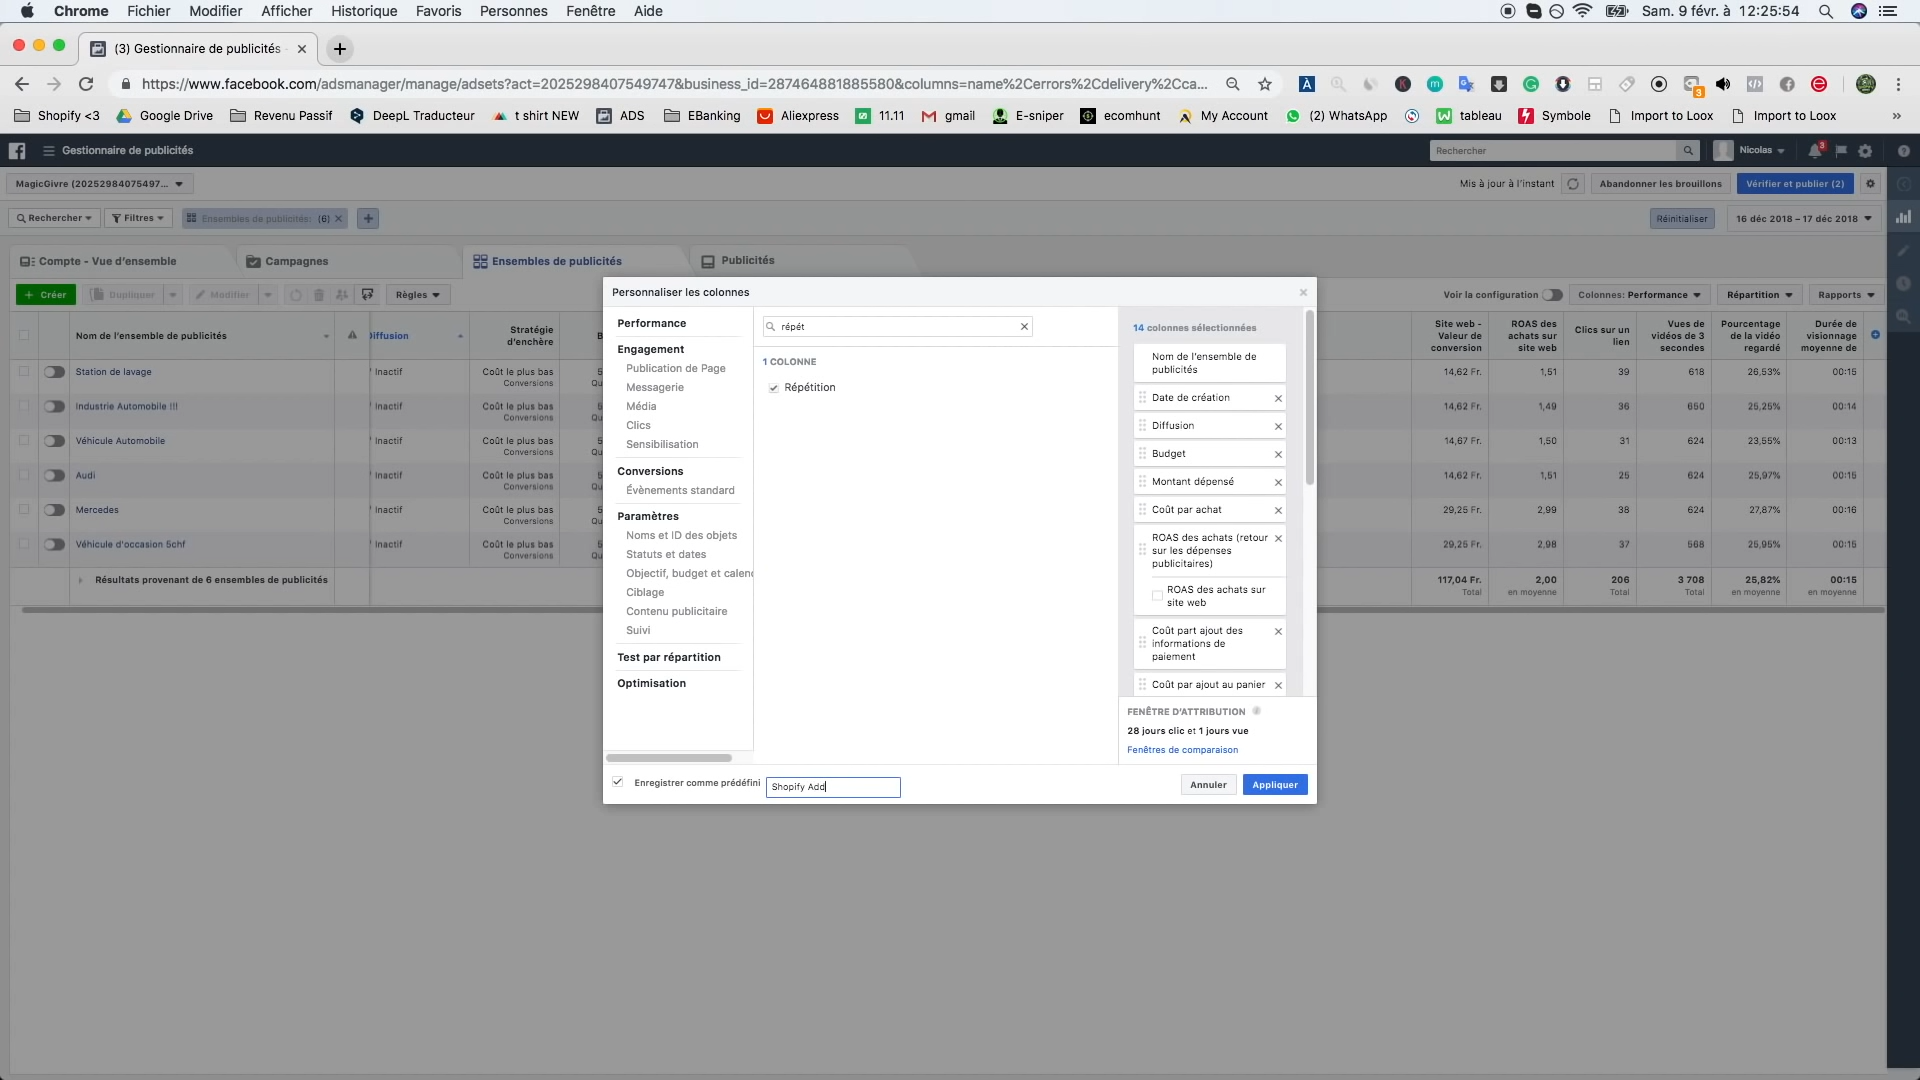 Chrome Fichier Modifier Afficher Historique Favoris Personnes Fenêtre Aide
Sam. 9 févr. à 12:25:54
(3) Gestionnaire de publicités
https://www.facebook.com/adsmanager/manage/adsets?act=2025298407549747&business_id=287464881885580&columns=name%2Cerrors%2Cdelivery%2Cca...
Shopify <3 Google Drive Revenu Passif DeepL Traducteur t shirt NEW ADS EBanking Aliexpress 11.11 gmail E-sniper ecomhunt My Account (2) WhatsApp tableau Symbole Import to Loox Import to Loox »
Gestionnaire de publicités
Rechercher
Nicolas
3
MagicGivre (20252984075497...
Mis à jour à l'instant
Abandonner les brouillons
Vérifier et publier (2)
Rechercher
Filtres
Ensembles de publicités: (6)
Réinitialiser
16 déc 2018 – 17 déc 2018
Compte - Vue d'ensemble
Campagnes
Ensembles de publicités
Publicités
+ Créer
Dupliquer
Modifier
Règles
Voir la configuration
Colonnes: Performance
Répartition
Rapports
Nom de l'ensemble de publicités
Diffusion
Stratégie d'enchère
Site web - Valeur de conversion
ROAS des achats sur site web
Clics sur un lien
Vues de vidéos de 3 secondes
Pourcentage de la vidéo regardé
Durée de visionnage moyenne de
Station de lavage Inactif Coût le plus bas Conversions 14,62 Fr. 1,51 39 618 26,53% 00:15
Industrie Automobile !!! Inactif Coût le plus bas Conversions 14,62 Fr. 1,49 36 650 25,25% 00:14
Véhicule Automobile Inactif Coût le plus bas Conversions 14,67 Fr. 1,50 31 624 23,55% 00:13
Audi Inactif Coût le plus bas Conversions 14,62 Fr. 1,51 25 624 25,97% 00:15
Mercedes Inactif Coût le plus bas Conversions 29,25 Fr. 2,99 38 624 27,87% 00:16
Véhicule d'occasion 5chf Inactif Coût le plus bas Conversions 29,25 Fr. 2,98 37 568 25,95% 00:15
Résultats provenant de 6 ensembles de publicités
117,04 Fr. 2,00 206 3 708 25,82% 00:15
Total en moyenne Total Total en moyenne en moyenne
Personnaliser les colonnes
Performance
Engagement
Publication de Page
Messagerie
Média
Clics
Sensibilisation
Conversions
Évènements standard
Paramètres
Noms et ID des objets
Statuts et dates
Objectif, budget et calend
Ciblage
Contenu publicitaire
Suivi
Test par répartition
Optimisation
répét
1 COLONNE
Répétition
14 colonnes sélectionnées
Nom de l'ensemble de publicités
Date de création
Diffusion
Budget
Montant dépensé
Coût par achat
ROAS des achats (retour sur les dépenses publicitaires)
ROAS des achats sur site web
Coût part ajout des informations de paiement
Coût par ajout au panier
FENÊTRE D'ATTRIBUTION
28 jours clic et 1 jours vue
Fenêtres de comparaison
Enregistrer comme prédéfini
Shopify Add
Annuler
Appliquer